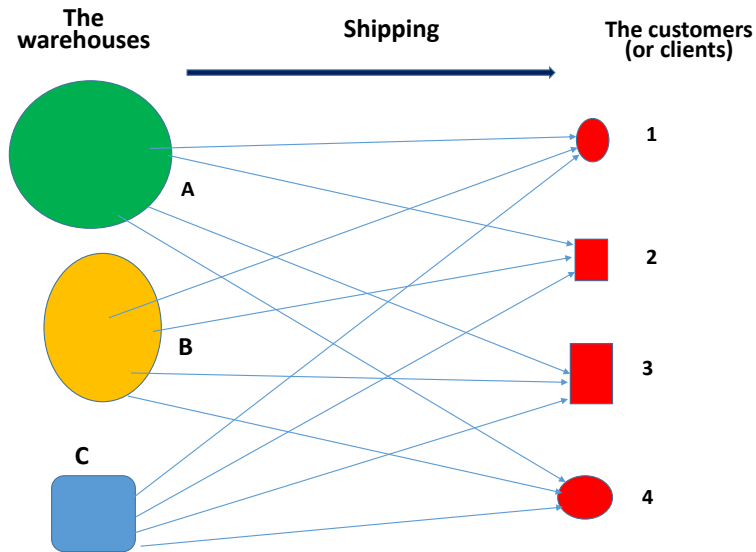 The
warehouses
Shipping
The customers
(or clients)
1
A
2
B
3
C
4